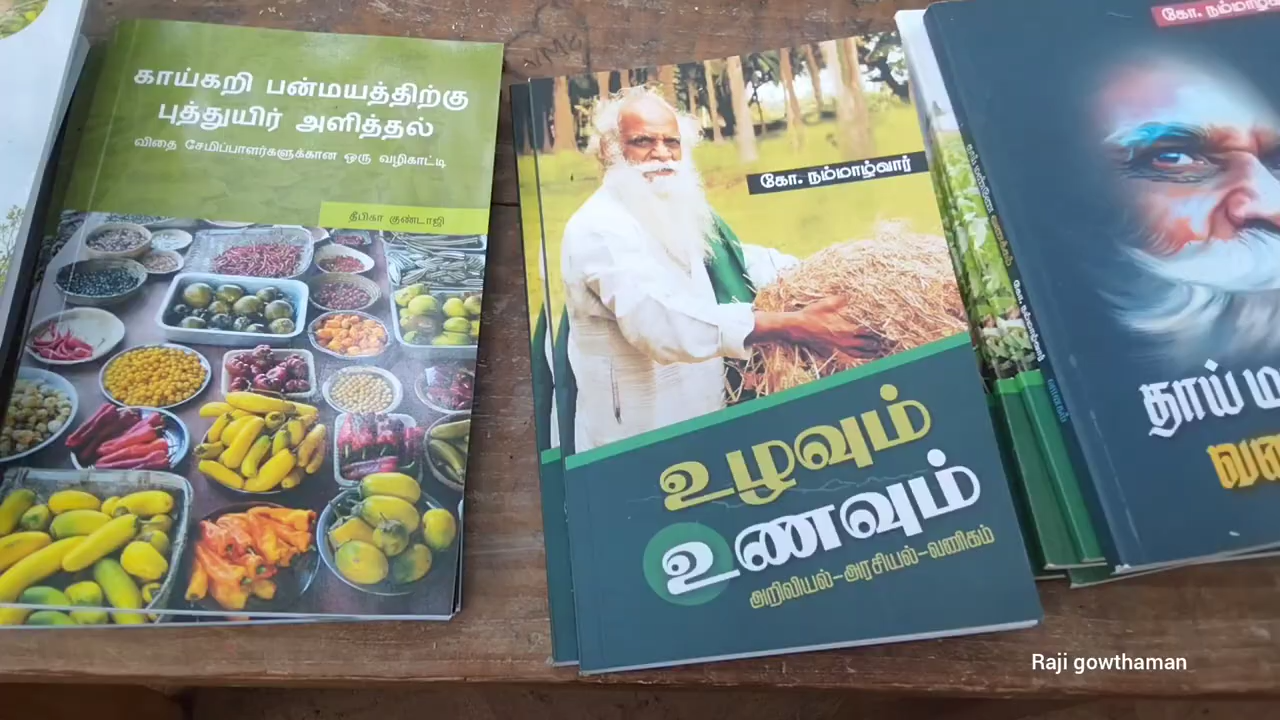 காய்கறி பன்மயத்திற்கு
புத்துயிர் அளித்தல்
விதை சேமிப்பாளர்களுக்கான ஒரு வழிகாட்டி
தீபிகா குண்டாஜி
கோ. நம்மாழ்வார்
உழவும்
உணவும்
அறிவியல்-அரசியல்-வணிகம்
கோ. நம்மாழ்
தாய் ம
வன
Raji gowthaman